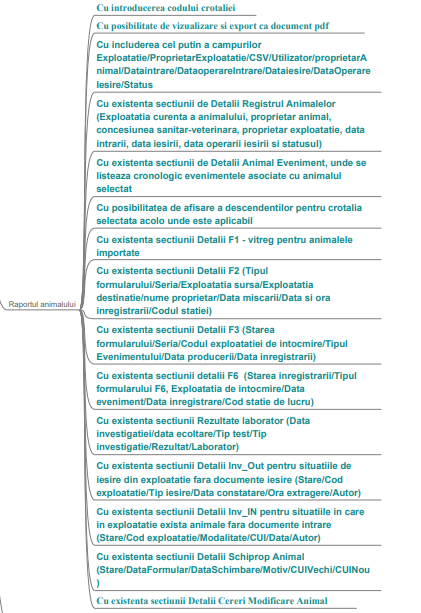 Cu introducerea codului crotaliei
Cu posibilitate de vizualizare si export ca document pdf
Cu includerea cel putin a campurilor
Exploatatie/ProprietarExploatatie/CSV/Utilizator/proprietarA
nimal/Dataintrare/DataoperareIntrare/Dataiesire/DataOperare
Iesire/Status
Cu existenta sectiunii de Detalii Registrul Animalelor
(Exploatatia curenta a animalului, proprietar animal,
concesiunea sanitar-veterinara, proprietar exploatatie, data
intrarii, data iesirii, data operarii iesirii si statusul)
Cu existenta sectiunii de Detalii Animal Eveniment, unde se
listeaza cronologic evenimentele asociate cu animalul
selectat
Cu posibilitatea de afisare a descendentilor pentru crotalia
selectata acolo unde este aplicabil
Cu existenta sectiunii Detalii F1 - vitreg pentru animalele
importate
Cu existenta sectiunii Detalii F2 (Tipul
formularului/Seria/Exploatatia sursa/Exploatatia
destinatie/nume proprietar/Data miscarii/Data si ora
inregistrarii/Codul statiei)
Raportul animalului
Cu existenta sectiunii Detalii F3 (Starea
formularului/Seria/Codul exploatatiei de intocmire/Tipul
Evenimentului/Data producerii/Data inregistrarii)
Cu existenta sectiunii detalii F6 (Starea inregistrarii/Tipul
formularului F6, Exploatatia de intocmire/Data
eveniment/Data inregistrare/Cod statie de lucru)
Cu existenta sectiunii Rezultate laborator (Data
investigatiei/data ecoltare/Tip test/Tip
investigatie/Rezultat/Laborator)
Cu existenta sectiunii Detalii Inv_Out pentru situatiile de
iesire din exploatatie fara documente iesire (Stare/Cod
exploatatie/Tip iesire/Data constatare/Ora extragere/Autor)
Cu existenta sectiunii Detalii Inv_IN pentru situatiile in care
in exploatatie exista animale fara documente intrare
(Stare/Cod exploatatie/Modalitate/CUI/Data/Autor)
Cu existenta sectiunii Detalii Schiprop Animal
(Stare/DataFormular/DataSchimbare/Motiv/CUIVechi/CUINou
)
Cu existenta sectiunii Detalii Cereri Modificare Animal